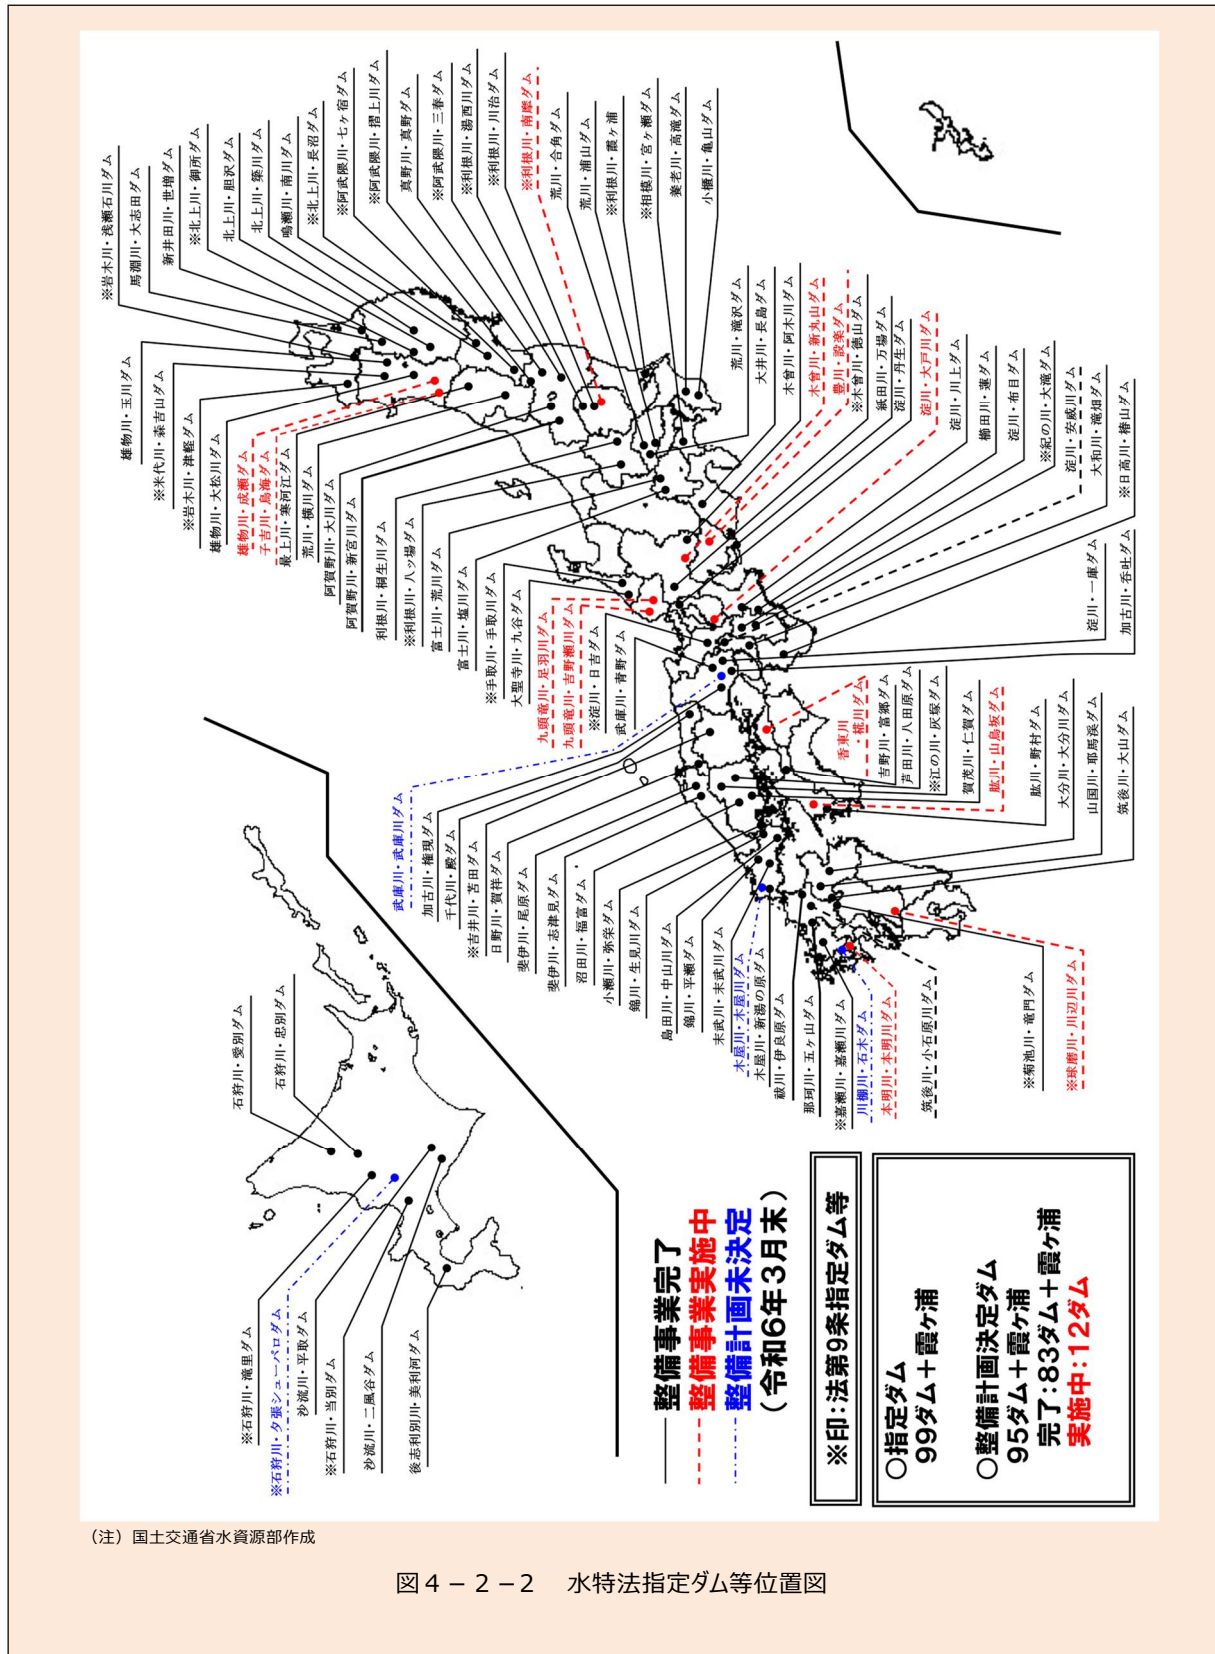 ※岩木川・浅瀬石川ダム
馬淵川・大志田ダム
新井田川・世増ダム
※北上川・御所ダム
北上川・胆沢ダム
北上川・簗川ダム
鳴瀬川・南川ダム
※北上川・長沼ダム
※阿武隈川・七ヶ宿ダム
※阿武隈川・摺上川ダム
真野川・真野ダム
※阿武隈川・三春ダム
※利根川・湯西川ダム
※利根川・川治ダム
※利根川・南摩ダム
荒川・合角ダム
荒川・浦山ダム
※利根川・霞ヶ浦
※相模川・宮ヶ瀬ダム
養老川・高滝ダム
小櫃川・亀山ダム
雄物川・玉川ダム
※米代川・森吉山ダム
※岩木川・津軽ダム
雄物川・大松川ダム
雄物川・成瀬ダム
子吉川・鳥海ダム
最上川・寒河江ダム
荒川・横川ダム
阿賀野川・大川ダム
阿賀野川・新宮川ダム
利根川・桐生川ダム
※利根川・八ッ場ダム
富士川・荒川ダム
富士川・塩川ダム
※手取川・手取川ダム
大聖寺川・九谷ダム
九頭竜川・足羽川ダム
九頭竜川・吉野瀬川ダム
※淀川・日吉ダム
武庫川・青野ダム
荒川・滝沢ダム
大井川・長島ダム
木曽川・阿木川ダム
木曽川・新丸山ダム
豊川・設楽ダム
※木曽川・徳山ダム
紙田川・万場ダム
淀川・丹生ダム
淀川・大戸川ダム
淀川・川上ダム
櫛田川・蓮ダム
淀川・布目ダム
※紀の川・大滝ダム
淀川・安威川ダム
大和川・滝畑ダム
※日高川・椿山ダム
淀川・一庫ダム
加古川・呑吐ダム
香東川
・椛川ダム
吉野川・富郷ダム
芦田川・八田原ダム
※江の川・灰塚ダム
賀茂川・仁賀ダム
肱川・山鳥坂ダム
肱川・野村ダム
大分川・大分川ダム
山国川・耶馬渓ダム
筑後川・大山ダム
武庫川・武庫川ダム
加古川・権現ダム
千代川・殿ダム
※吉井川・苫田ダム
日野川・賀祥ダム
斐伊川・尾原ダム
斐伊川・志津見ダム
沼田川・福富ダム
小瀬川・弥栄ダム
錦川・生見川ダム
島田川・中山川ダム
錦川・平瀬ダム
末武川・末武川ダム
木屋川・木屋川ダム
木屋川・新湯の原ダム
祓川・伊良原ダム
那珂川・五ヶ山ダム
※嘉瀬川・嘉瀬川ダム
川棚川・石木ダム
本明川・本明川ダム
筑後川・小石原川ダム
※菊池川・竜門ダム
※球磨川・川辺川ダム
石狩川・愛別ダム
石狩川・忠別ダム
※石狩川・滝里ダム
※石狩川・夕張シューパロダム
沙流川・平取ダム
※石狩川・当別ダム
沙流川・二風谷ダム
後志利別川・美利河ダム
整備事業完了
整備事業実施中
整備計画未決定
（令和6年3月末）
※印：法第9条指定ダム等
○指定ダム
99ダム＋霞ヶ浦
○整備計画決定ダム
95ダム＋霞ヶ浦
完了：83ダム＋霞ヶ浦
実施中：12ダム
（注）国土交通省水資源部作成
図４－２－２　水特法指定ダム等位置図